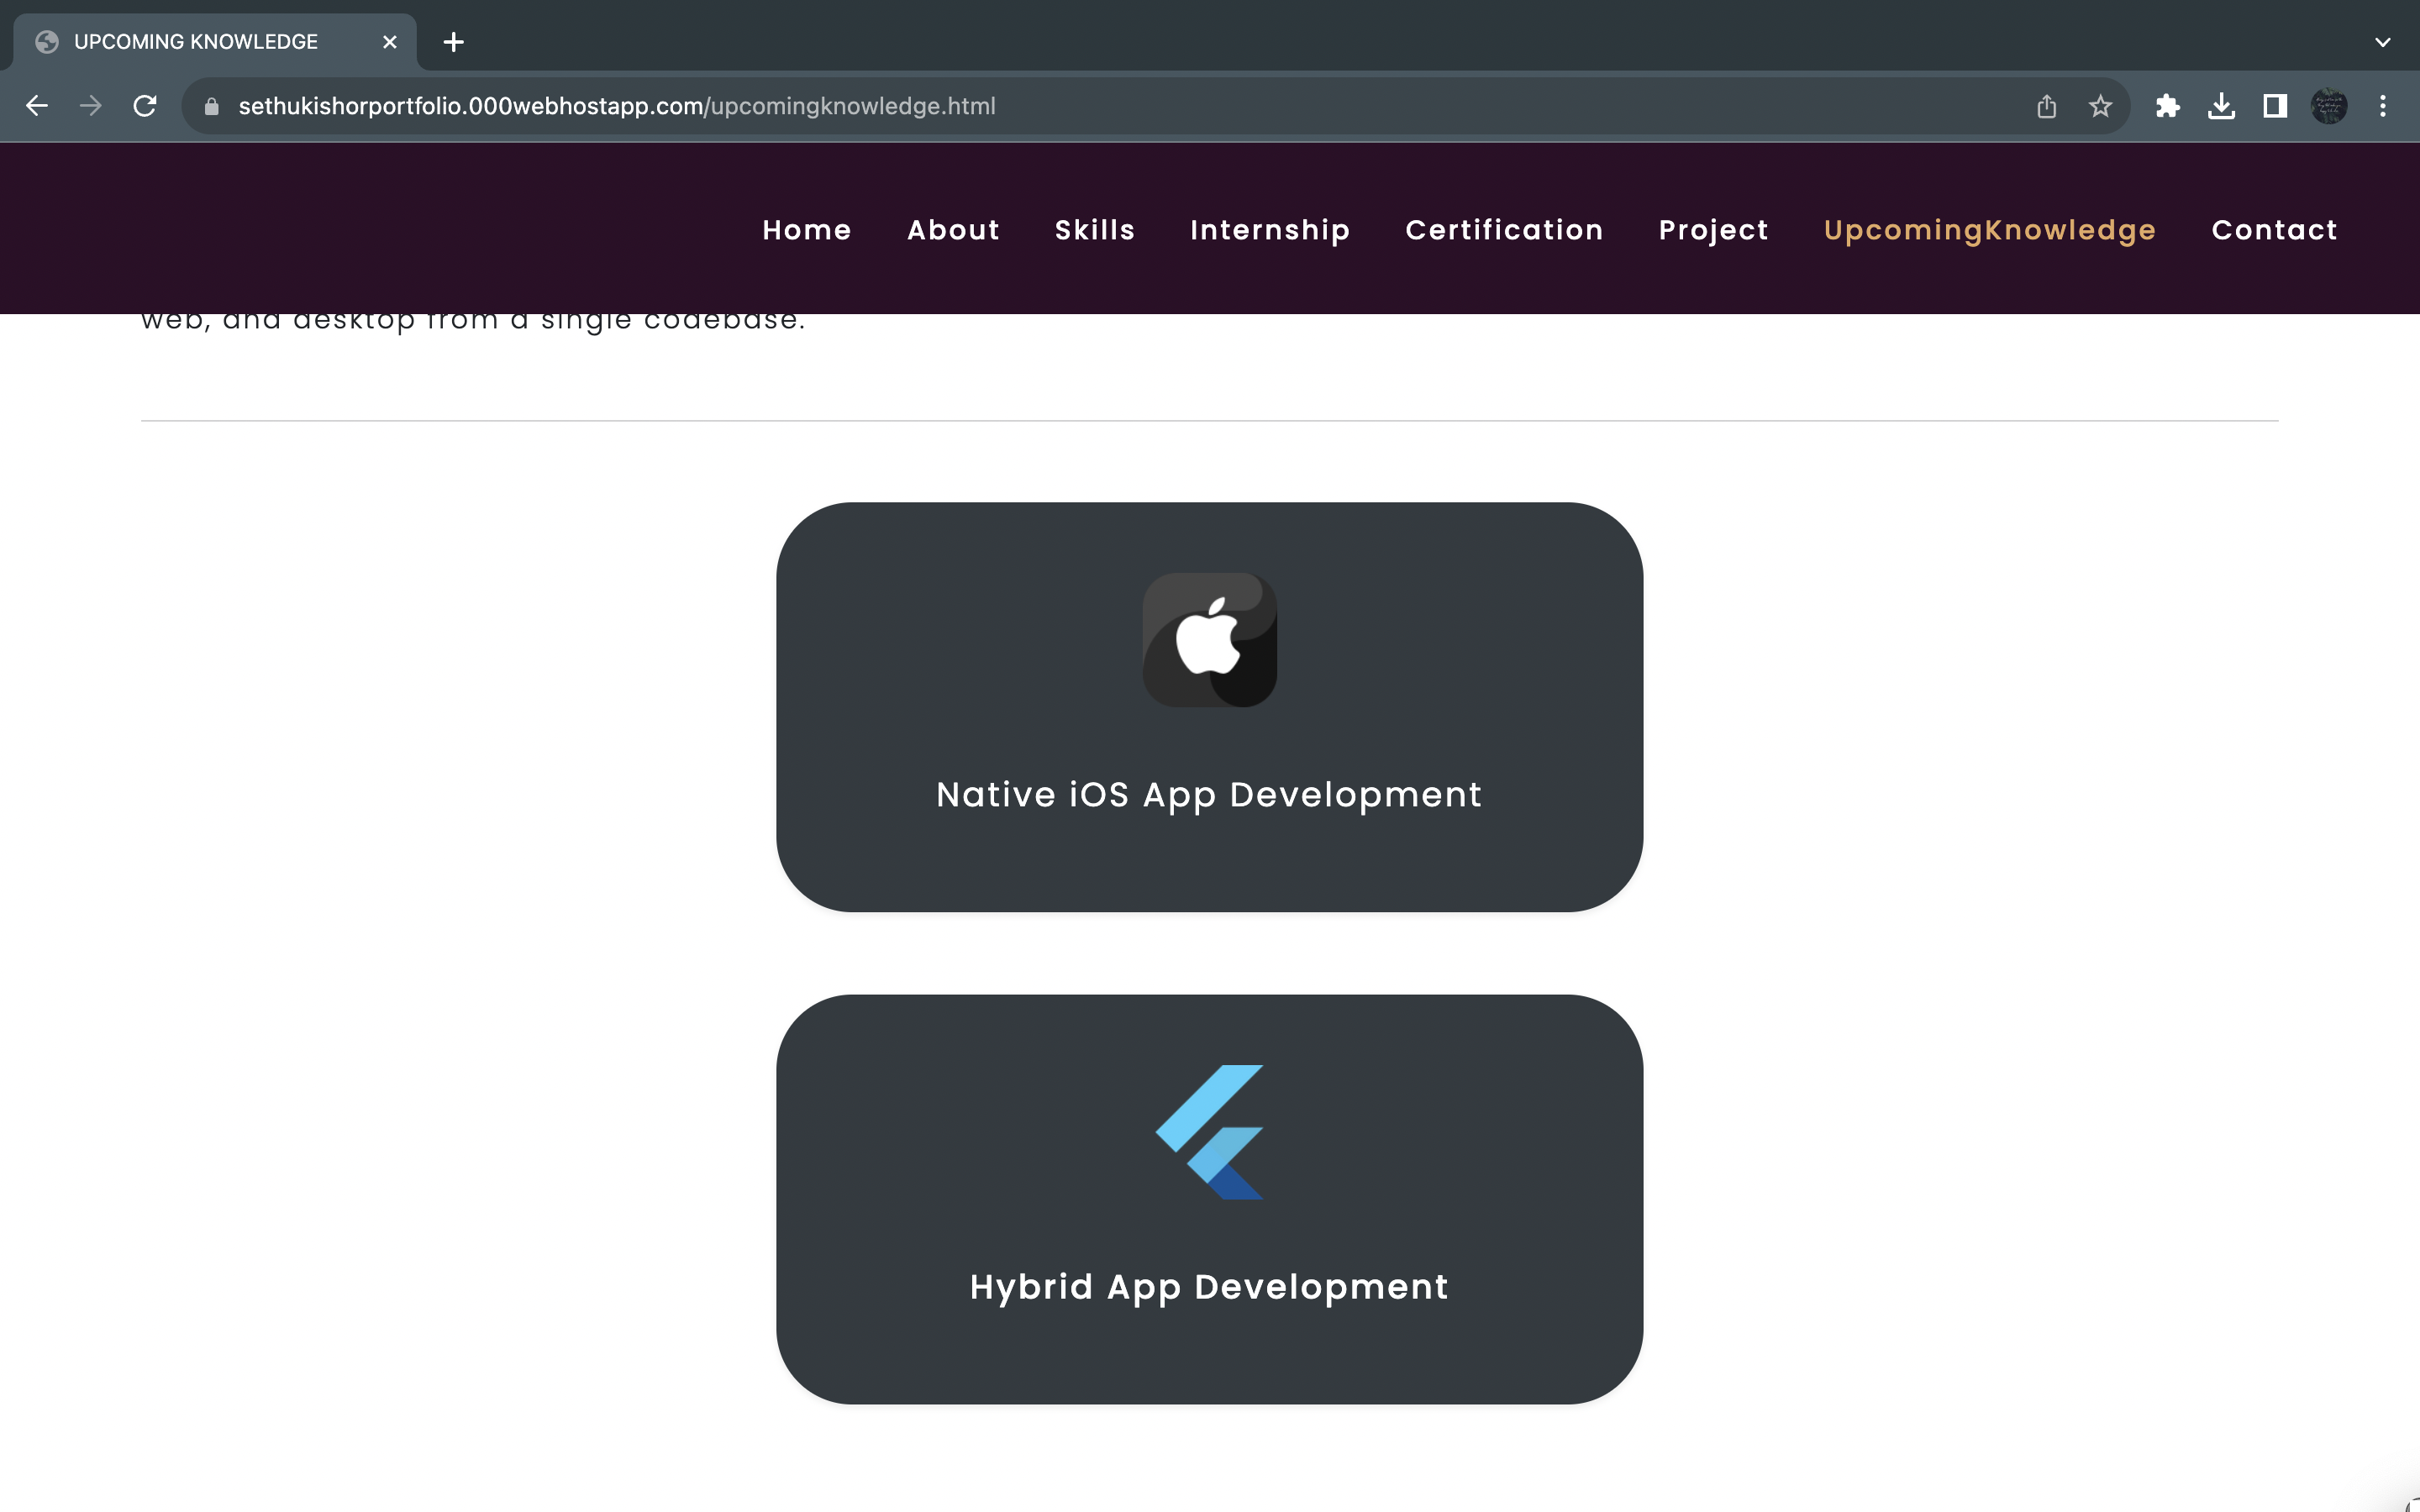 UPCOMING KNOWLEDGE
sethukishorportfolio.000webhostapp.com/upcomingknowledge.html
Home About Skills Internship Certification Project UpcomingKnowledge Contact
web, and desktop from a single codebase.
Native iOS App Development
Hybrid App Development